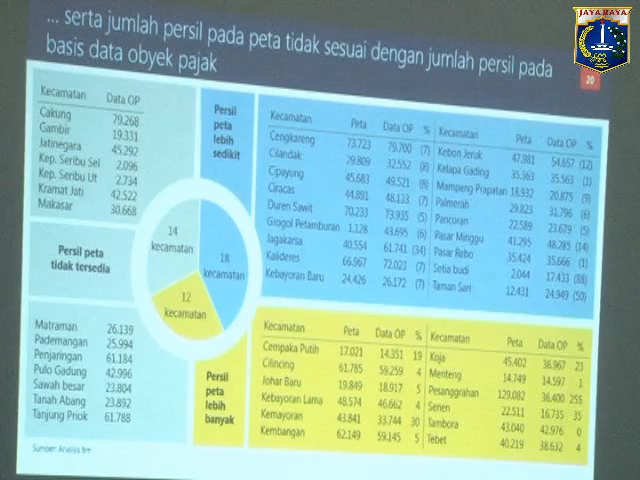 JAYA RAYA
... serta jumlah persil pada peta tidak sesuai dengan jumlah persil pada
basis data obyek pajak
20
Kecamatan Data OP
Cakung 79.268
Gambir 19.331
Jatinegara 45.292
Kep. Seribu Sel 2.096
Kep. Seribu Ut 2.734
Kramat Jati 42.522
Makasar 30.668
Persil peta
tidak tersedia
Matraman 26.139
Pademangan 25.994
Penjaringan 61.184
Pulo Gadung 42.996
Sawah besar 23.804
Tanah Abang 23.892
Tanjung Priok 61.788
Sumber: Analisis tim
Persil
peta
lebih
sedikit
14
kecamatan
18
kecamatan
12
kecamatan
Persil
peta
lebih
banyak
Kecamatan Peta Data OP %
Cengkareng 73.723 79.700 (7)
Cilandak 29.809 32.552 (8)
Cipayung 45.683 49.521 (8)
Ciracas 44.891 48.133 (7)
Duren Sawit 70.233 73.935 (5)
Grogol Petamburan 1.128 43.695 (6)
Jagakarsa 40.554 61.741 (34)
Kalideres 66.967 72.023 (7)
Kebayoran Baru 24.426 26.172 (7)
Kecamatan Peta Data OP %
Kebon Jeruk 47.981 54.657 (12)
Kelapa Gading 35.363 35.563 (1)
Mampang Prapatan 18.932 20.875 (9)
Palmerah 29.823 31.796 (6)
Pancoran 22.589 23.679 (5)
Pasar Minggu 41.295 48.285 (14)
Pasar Rebo 35.424 35.666 (1)
Setia budi 2.044 17.433 (88)
Taman Sari 12.431 24.949 (50)
Kecamatan Peta Data OP %
Cempaka Putih 17.021 14.351 19
Cilincing 61.785 59.259 4
Johar Baru 19.849 18.917 5
Kebayoran Lama 48.574 46.662 4
Kemayoran 43.841 33.744 30
Kembangan 62.149 59.145 5
Kecamatan Peta Data OP %
Koja 45.402 36.967 23
Menteng 14.749 14.597 1
Pesanggrahan 129.082 36.400 255
Senen 22.511 16.735 35
Tambora 43.040 42.976 0
Tebet 40.219 38.632 4